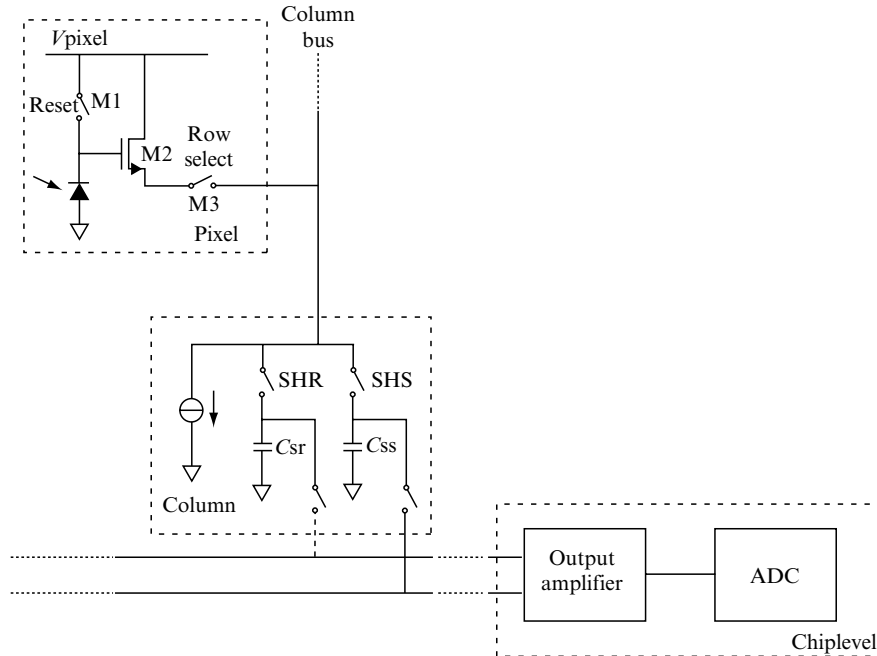 Column
bus
Vpixel
Reset
M1
M2
Row
select
M3
Pixel
SHR
SHS
Csr
Css
Column
Output
amplifier
ADC
Chiplevel